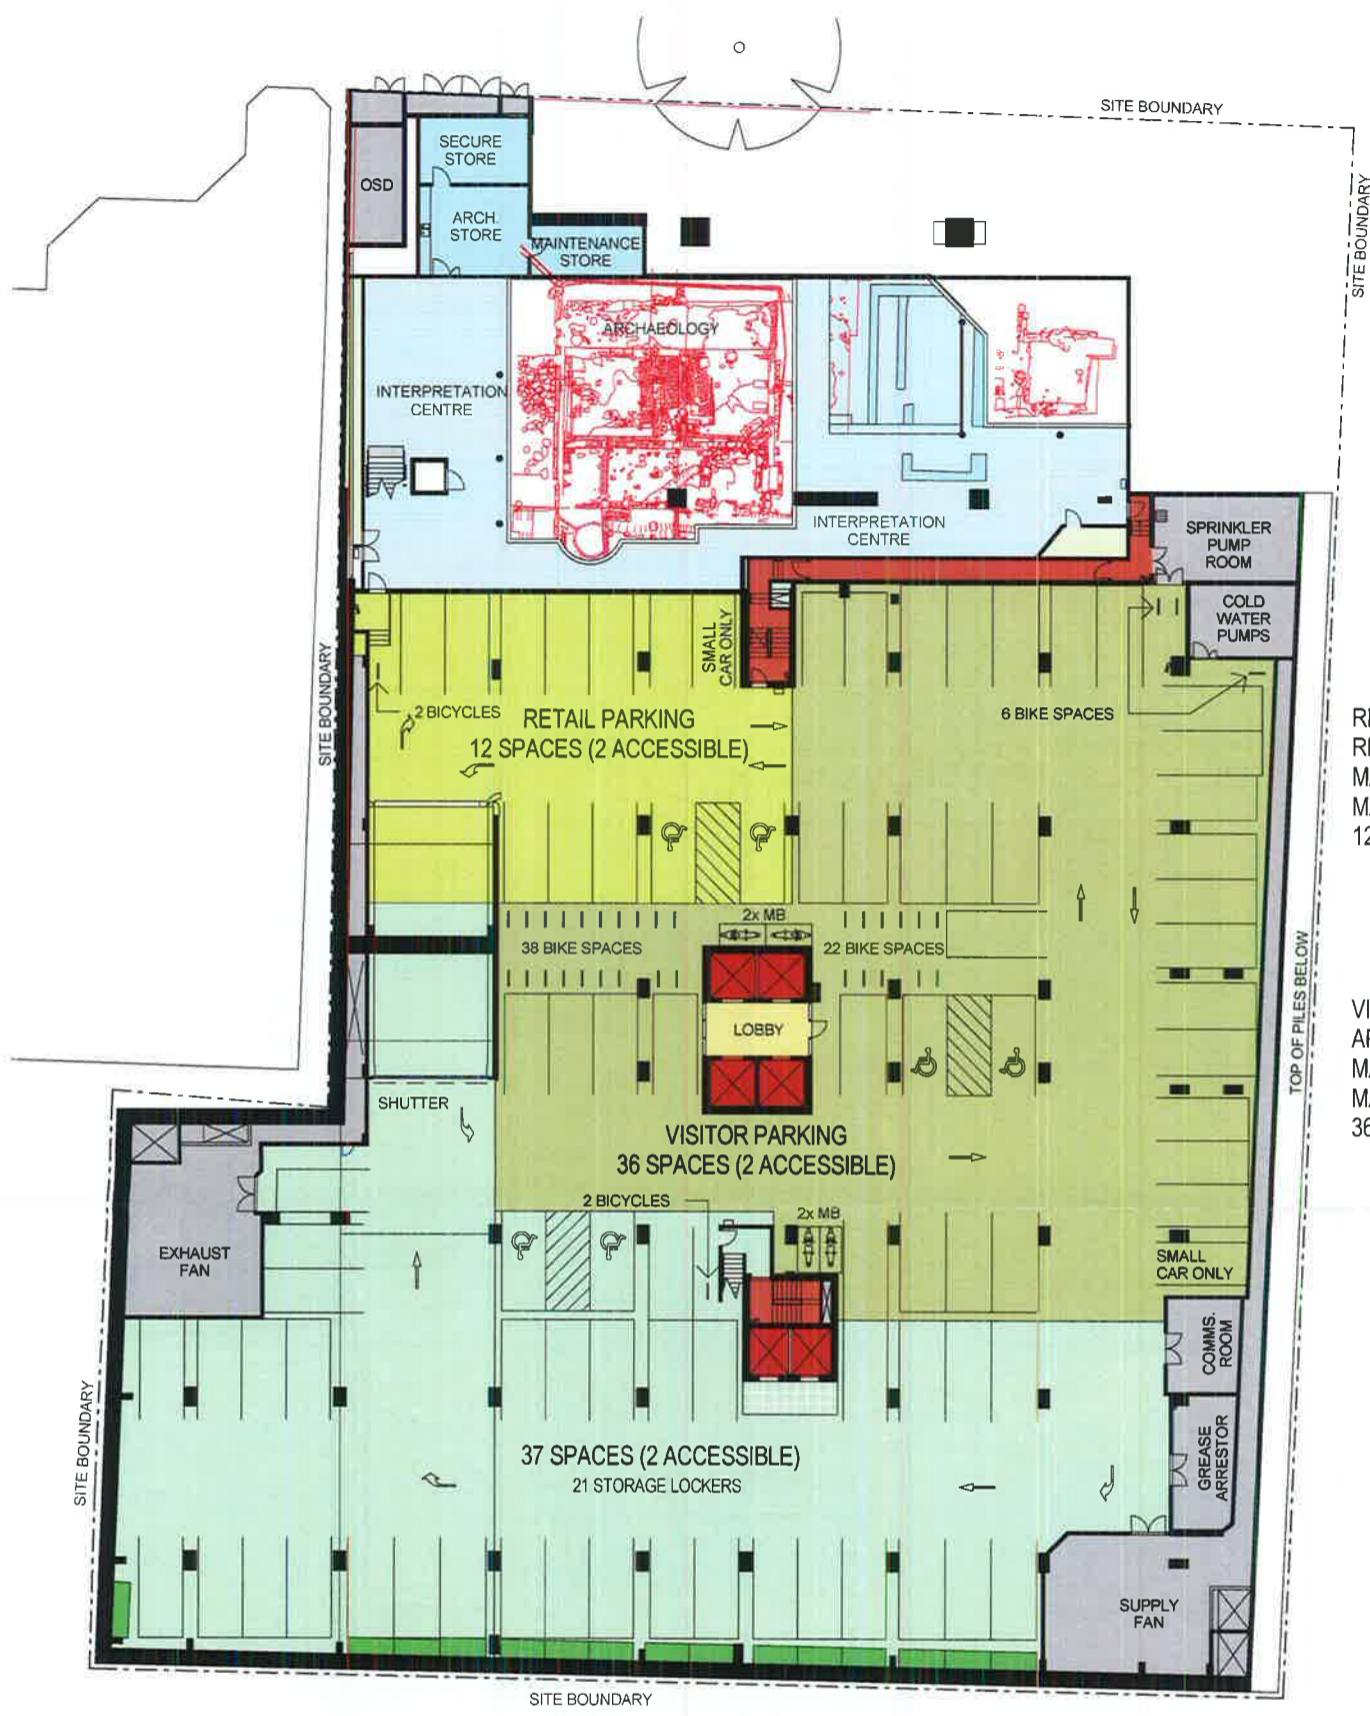 SITE BOUNDARY
SITE BOUNDARY
SECURE
STORE
OSD
ARCH.
STORE
MAINTENANCE
STORE
ARCHAEOLOGY
INTERPRETATION
CENTRE
INTERPRETATION
CENTRE
SPRINKLER
PUMP
ROOM
COLD
WATER
PUMPS
SMALL
CAR ONLY
SITE BOUNDARY
2 BICYCLES
RETAIL PARKING
12 SPACES (2 ACCESSIBLE)
6 BIKE SPACES
12
2x MB
38 BIKE SPACES
22 BIKE SPACES
LOBBY
TOP OF PILES BELOW
SHUTTER
VISITOR PARKING
36 SPACES (2 ACCESSIBLE)
36
2 BICYCLES
2x MB
EXHAUST
FAN
SMALL
CAR ONLY
COMMS.
ROOM
SITE BOUNDARY
37 SPACES (2 ACCESSIBLE)
21 STORAGE LOCKERS
GREASE
ARRESTOR
SUPPLY
FAN
SITE BOUNDARY